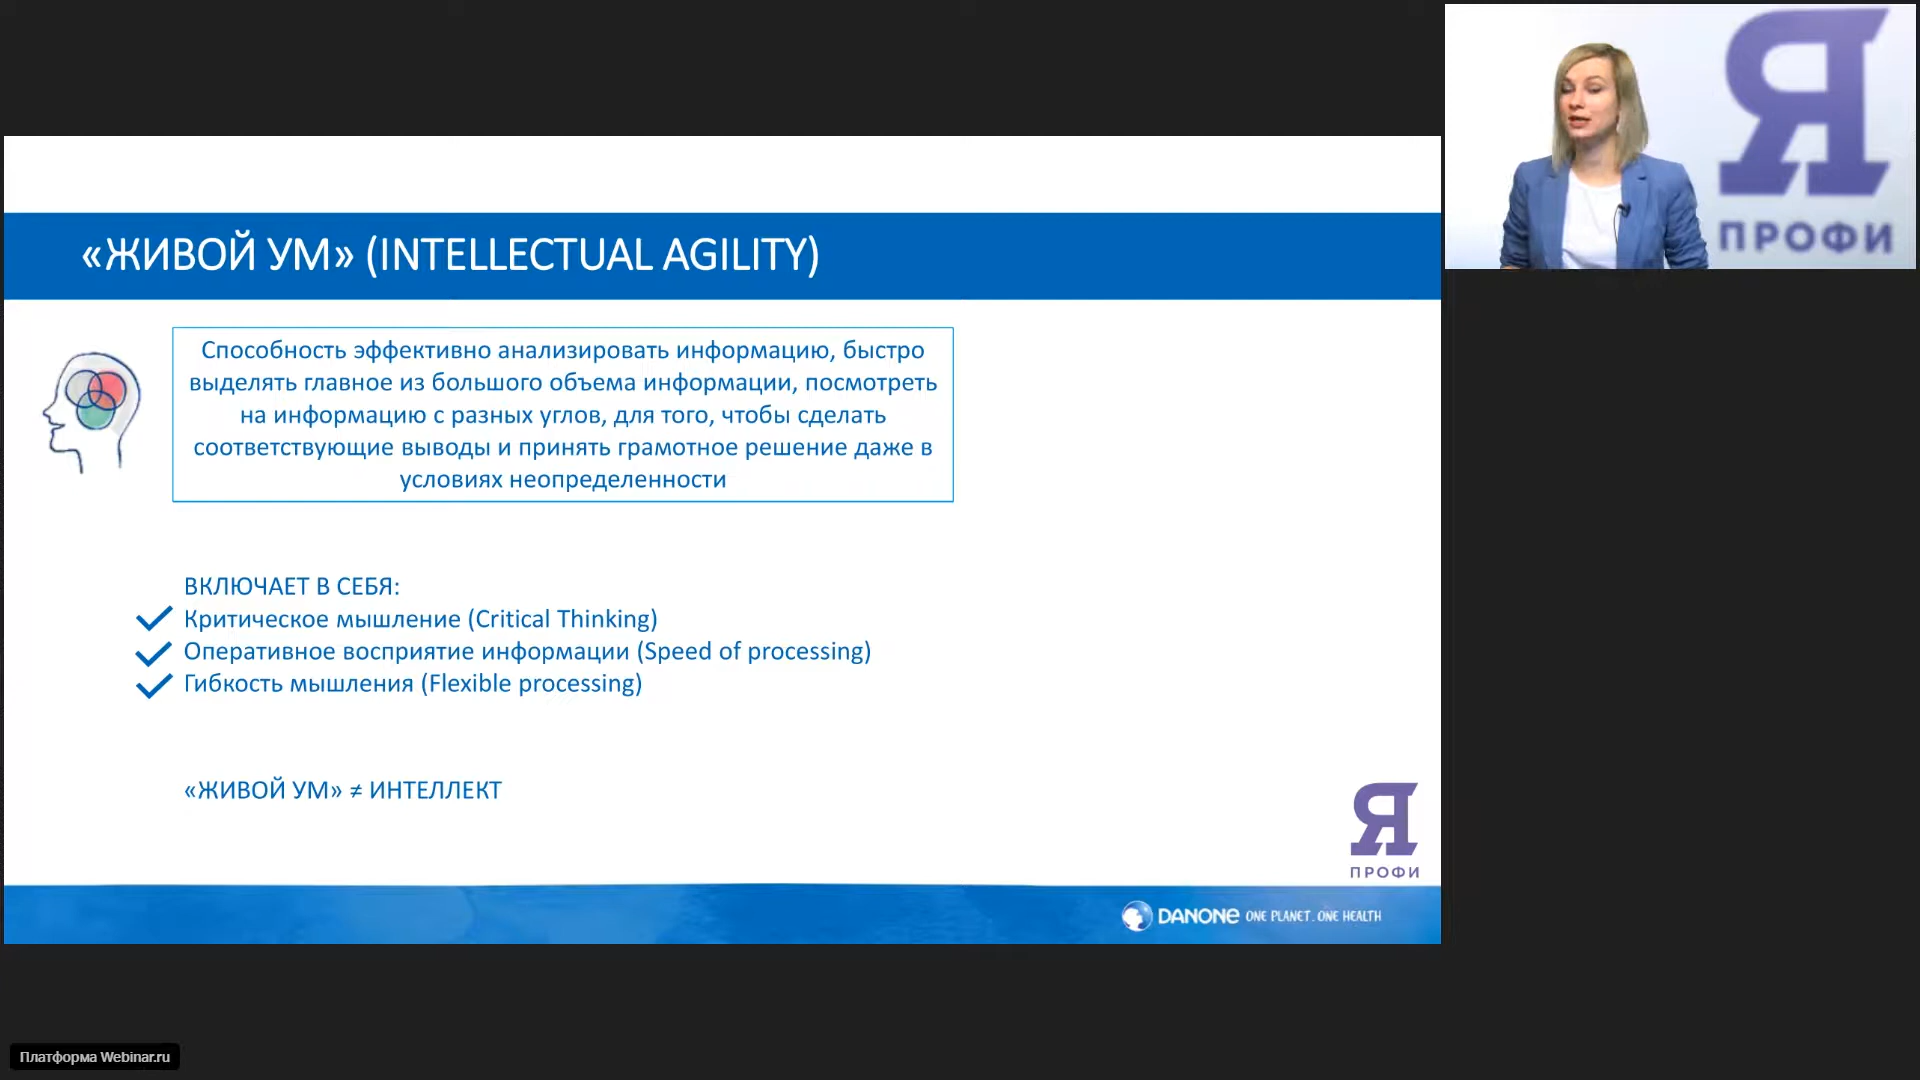 Я
ПРОФИ
«ЖИВОЙ УМ» (INTELLECTUAL AGILITY)
Способность эффективно анализировать информацию, быстро
выделять главное из большого объема информации, посмотреть
на информацию с разных углов, для того, чтобы сделать
соответствующие выводы и принять грамотное решение даже в
условиях неопределенности
ВКЛЮЧАЕТ В СЕБЯ:
Критическое мышление (Critical Thinking)
Оперативное восприятие информации (Speed of processing)
Гибкость мышления (Flexible processing)
«ЖИВОЙ УМ» ≠ ИНТЕЛЛЕКТ
Я
ПРОФИ
DANONE ONE PLANET. ONE HEALTH
Платформа Webinar.ru